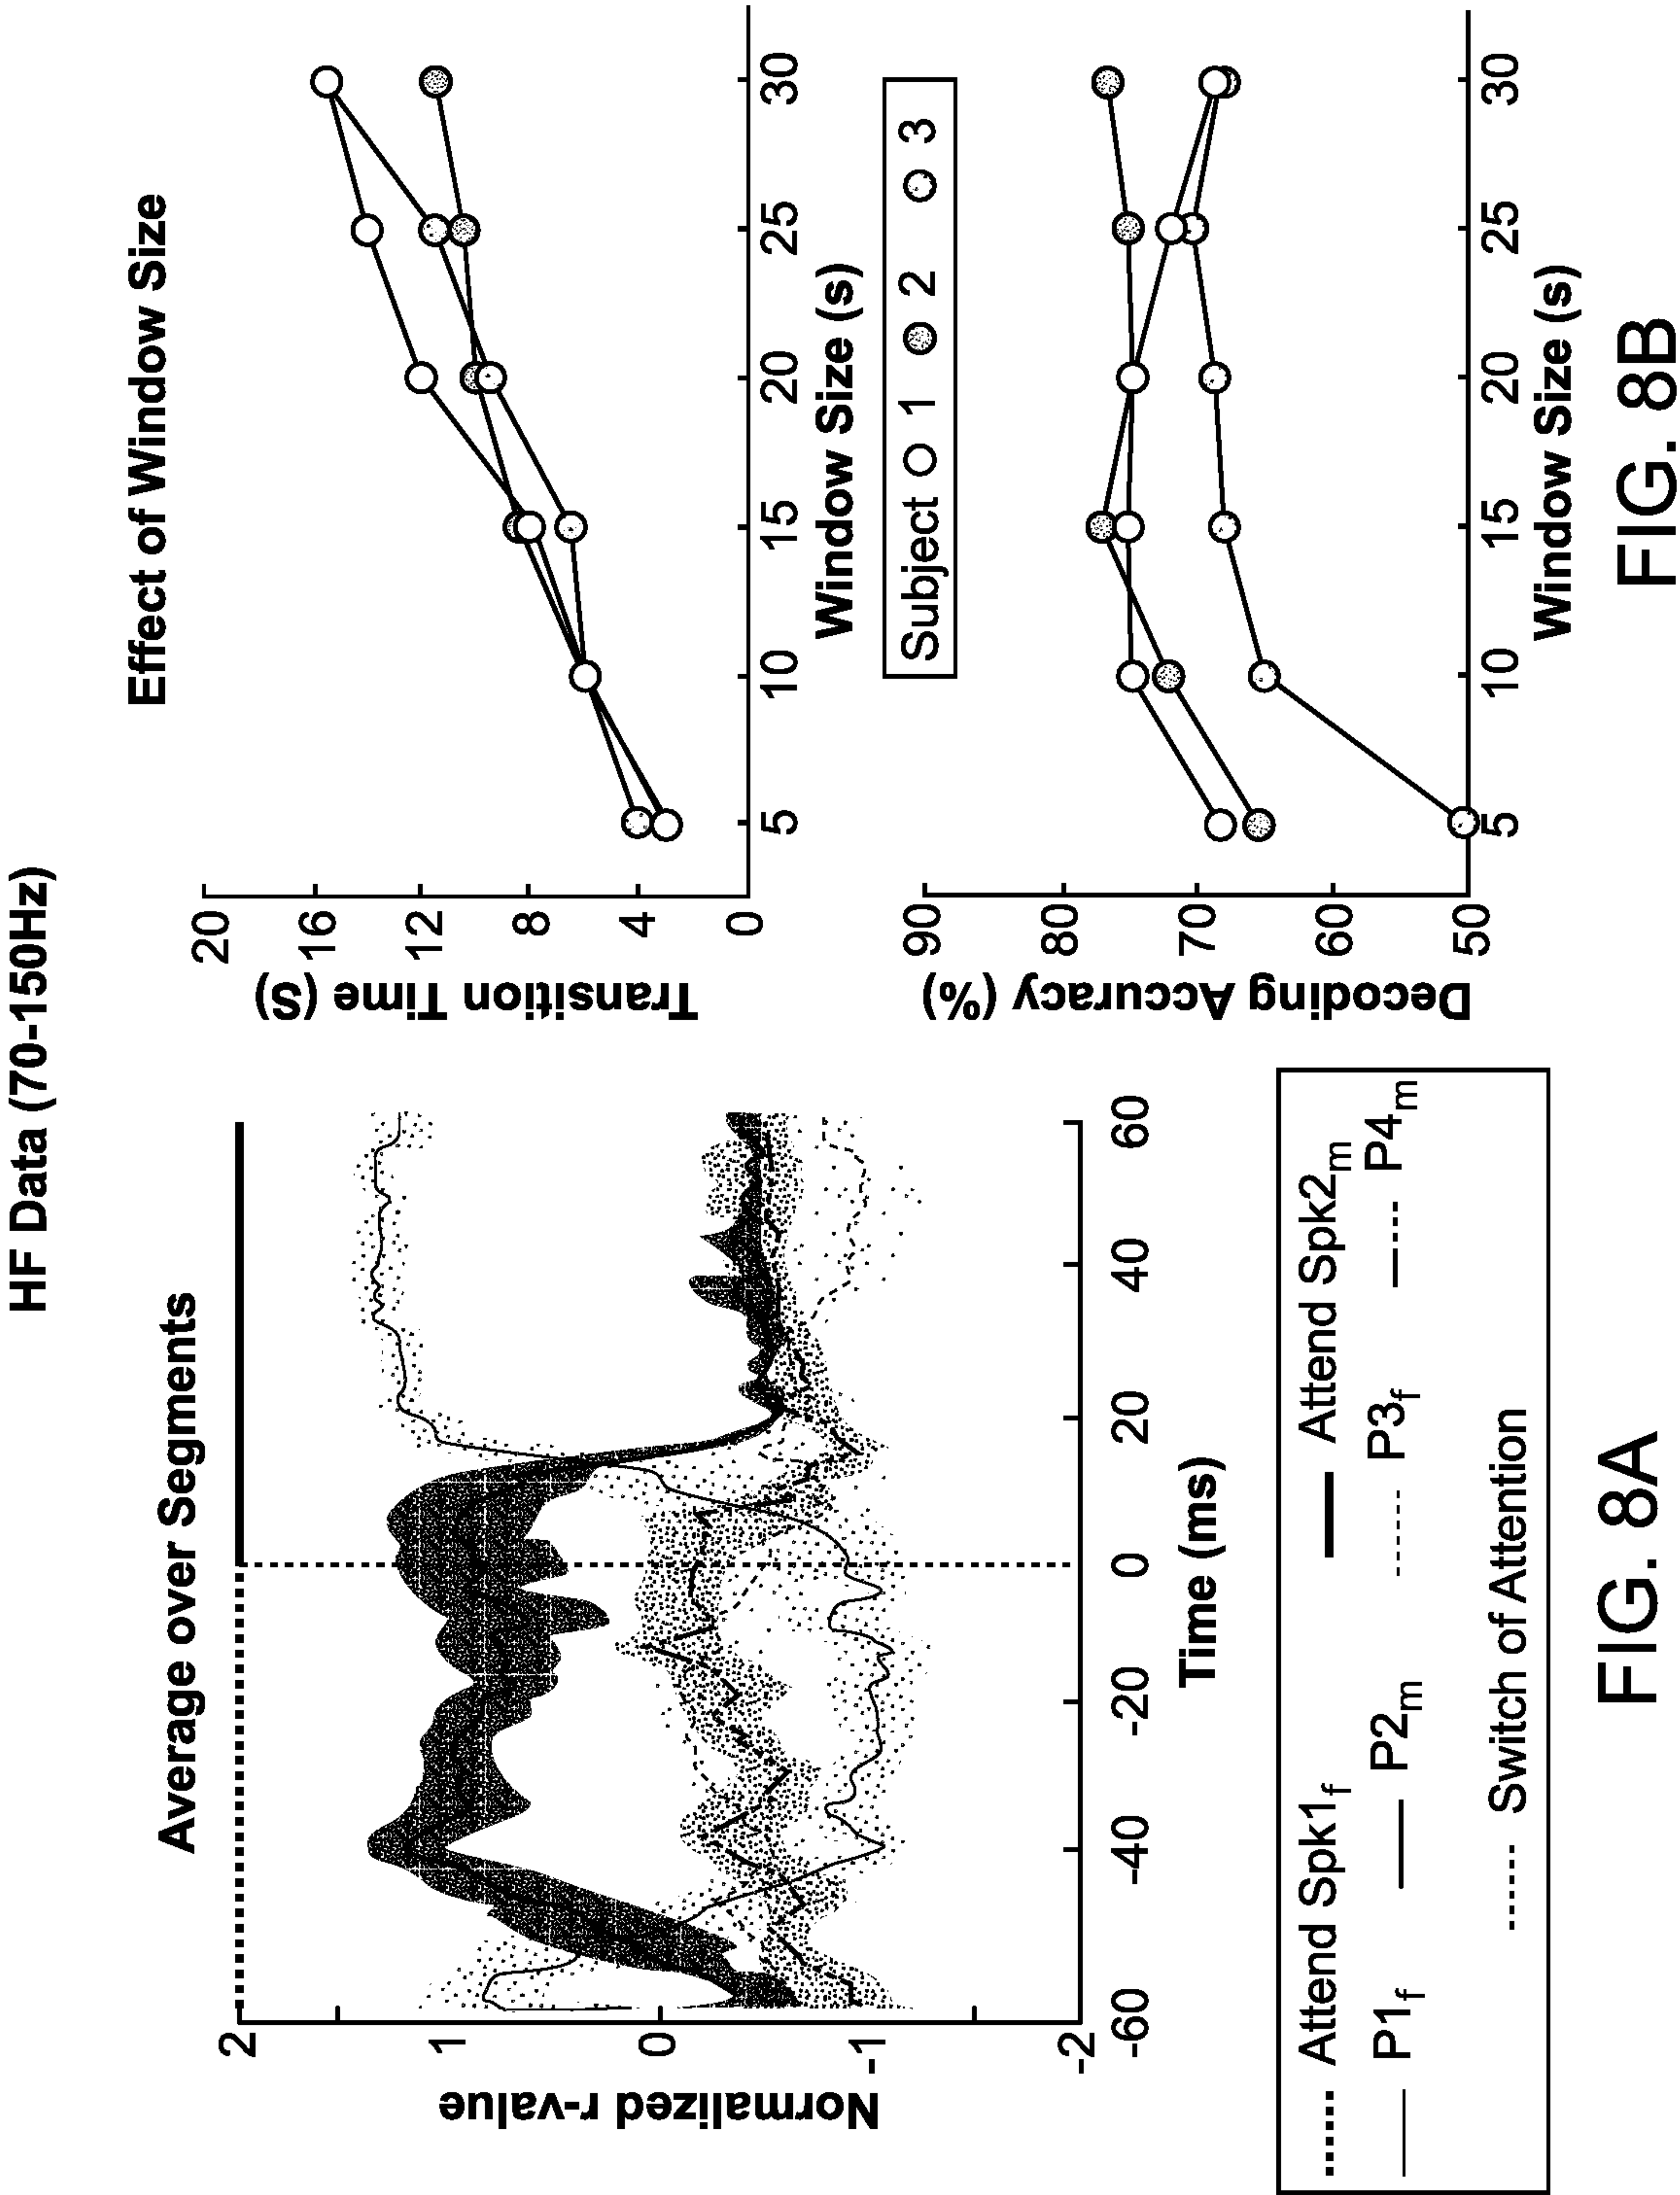 HF Data (70-150Hz)
Average over Segments
Normalized r-value
2
1
0
-1
-2
-60
-40
-20
0
20
40
60
Time (ms)
Attend Spk1f
Attend Spk2m
P1f
P2m
P3f
P4m
Switch of Attention
FIG. 8A
Effect of Window Size
Transition Time (S)
20
16
12
8
4
0
5
10
15
20
25
30
Window Size (s)
Subject 1 2 3
Decoding Accuracy (%)
90
80
70
60
50
5
10
15
20
25
30
Window Size (s)
FIG. 8B